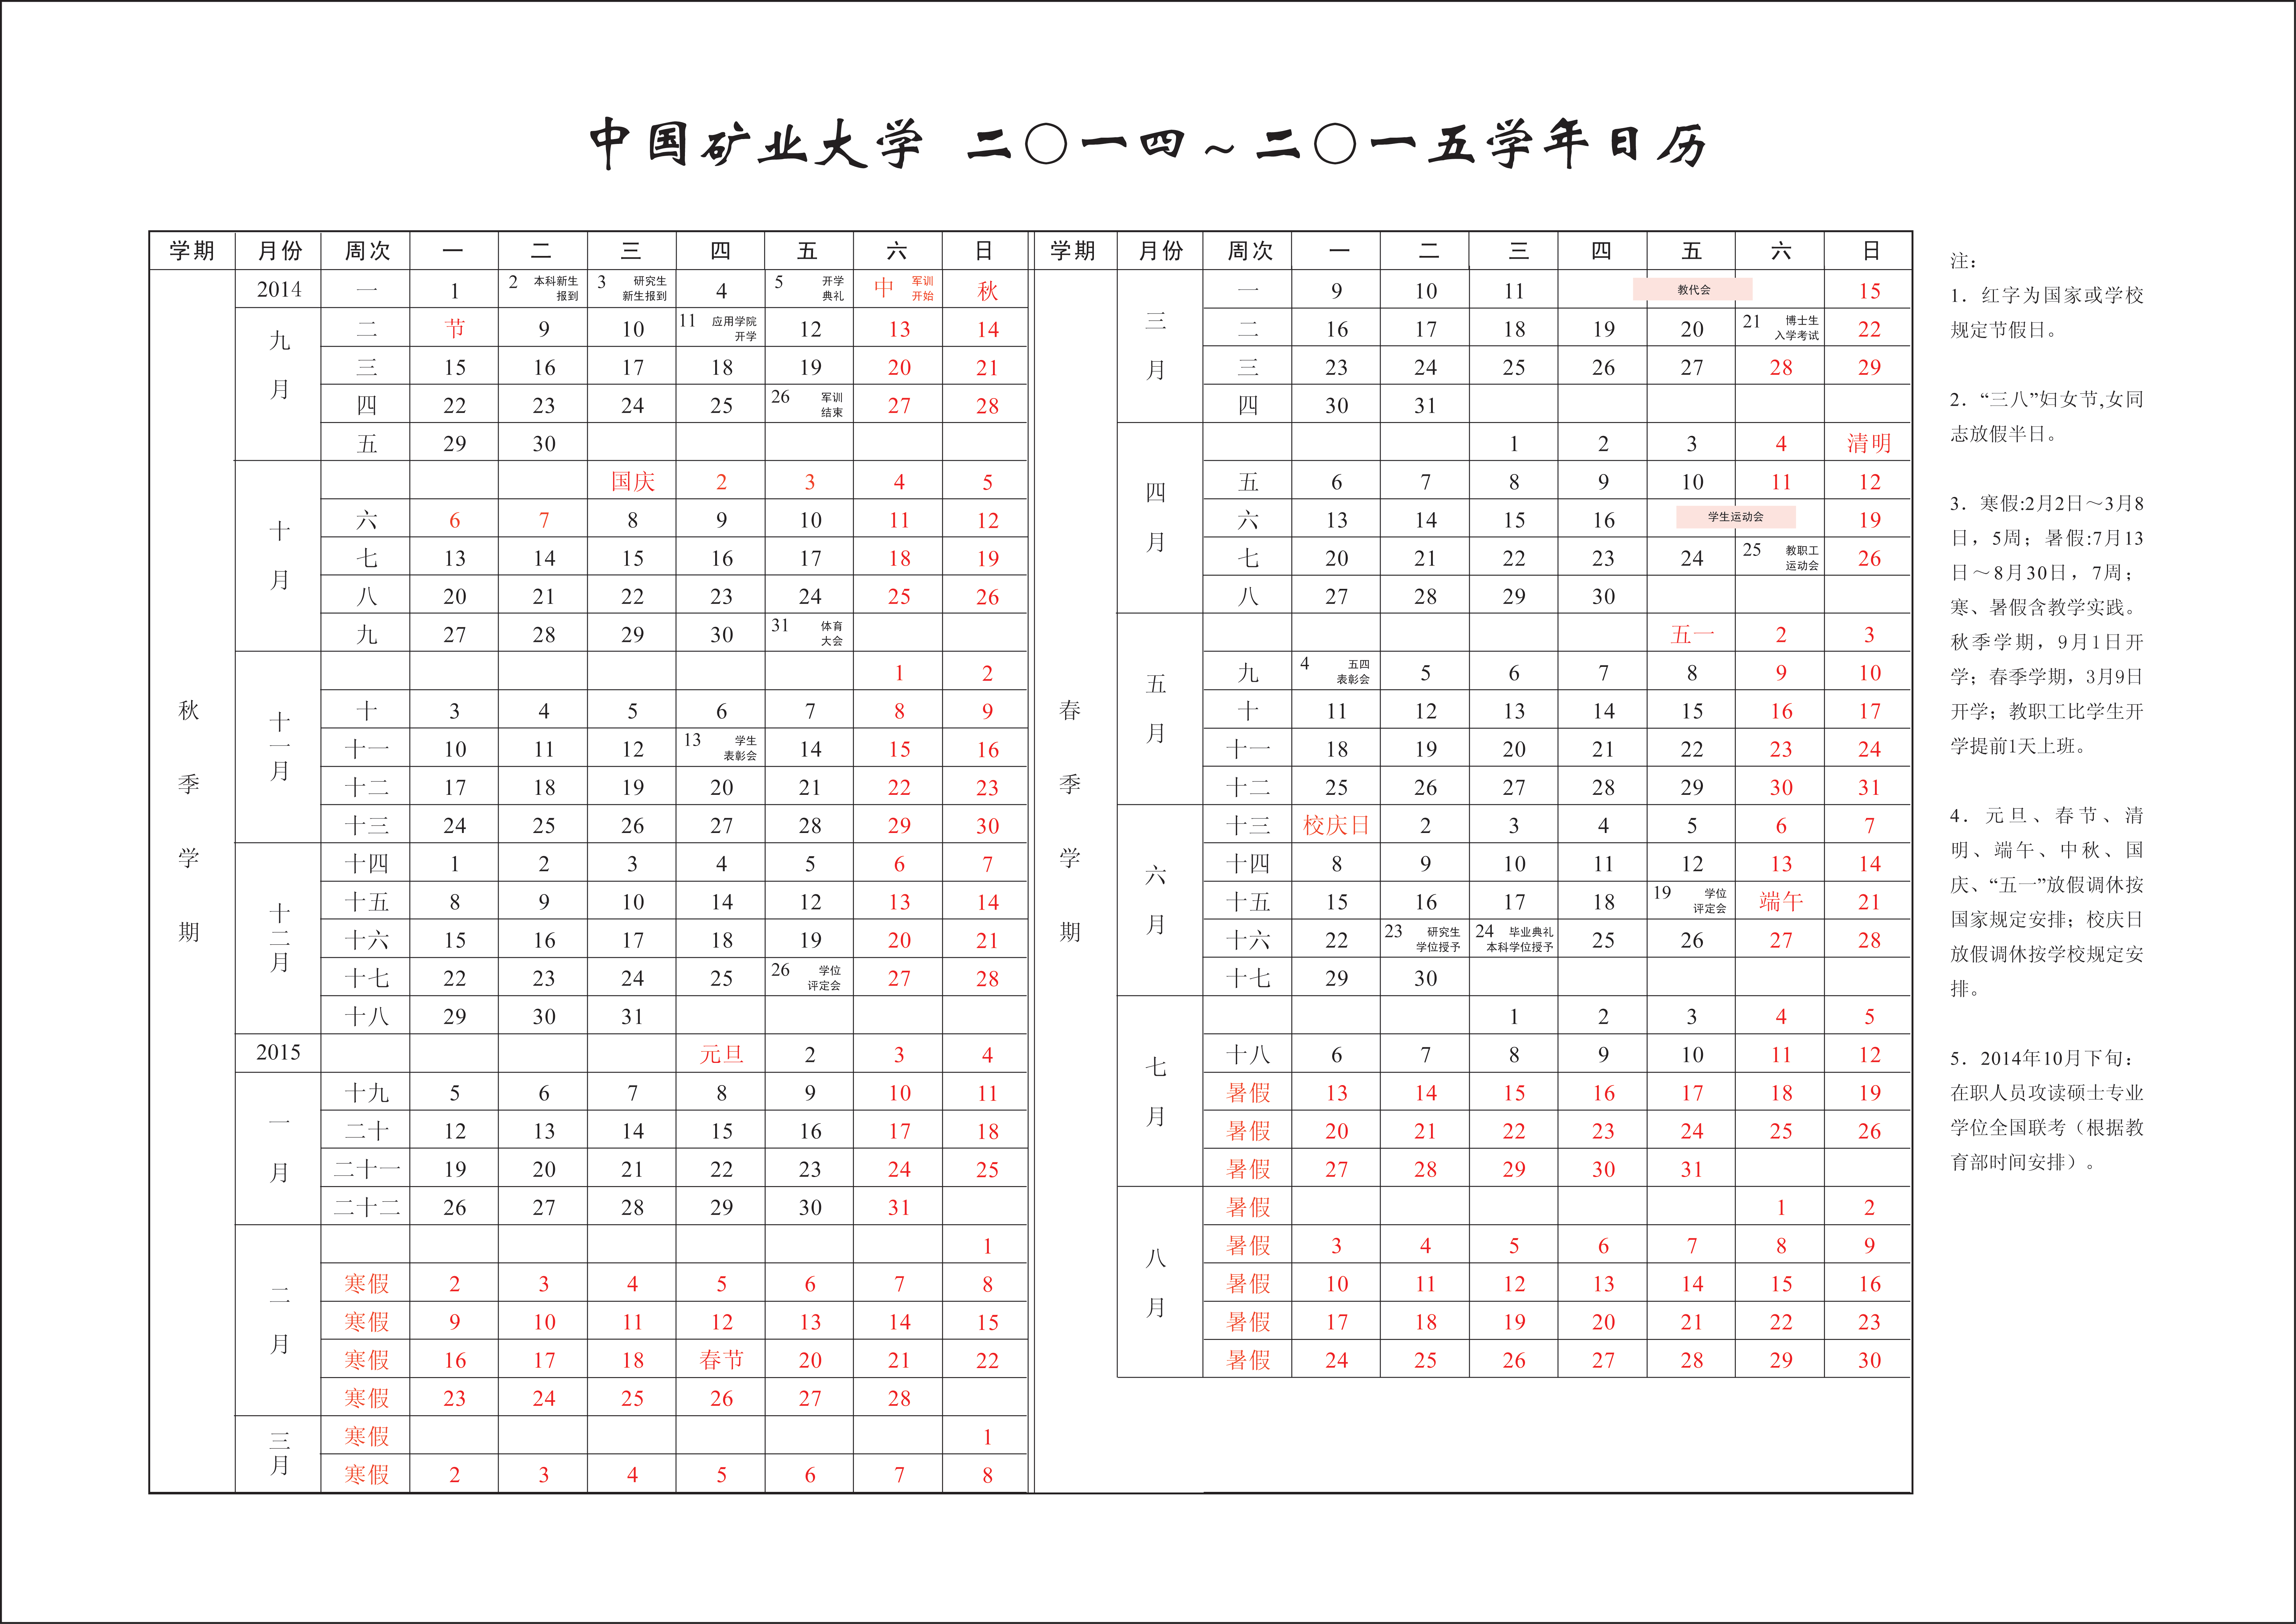 中国矿业大学 二〇一四~二〇一五学年日历
学期 月份 周次 一 二 三 四 五 六 日
秋季学期
2014 一 1 2 本科新生报到 3 研究生新生报到 4 5 开学典礼 中 军训开始 秋
九月 二 节 9 10 11 应用学院开学 12 13 14
三 15 16 17 18 19 20 21
四 22 23 24 25 26 军训结束 27 28
五 29 30
十月 国庆 2 3 4 5
六 6 7 8 9 10 11 12
七 13 14 15 16 17 18 19
八 20 21 22 23 24 25 26
九 27 28 29 30 31 体育大会
十一月 1 2
十 3 4 5 6 7 8 9
十一 10 11 12 13 学生表彰会 14 15 16
十二 17 18 19 20 21 22 23
十三 24 25 26 27 28 29 30
十二月 十四 1 2 3 4 5 6 7
十五 8 9 10 14 12 13 14
十六 15 16 17 18 19 20 21
十七 22 23 24 25 26 学位评定会 27 28
十八 29 30 31
2015 元旦 2 3 4
一月 十九 5 6 7 8 9 10 11
二十 12 13 14 15 16 17 18
二十一 19 20 21 22 23 24 25
二十二 26 27 28 29 30 31
二月 1
寒假 2 3 4 5 6 7 8
寒假 9 10 11 12 13 14 15
寒假 16 17 18 春节 20 21 22
寒假 23 24 25 26 27 28
三月 寒假 1
寒假 2 3 4 5 6 7 8
学期 月份 周次 一 二 三 四 五 六 日
春季学期
三月 一 9 10 11 教代会 15
二 16 17 18 19 20 21 博士生入学考试 22
三 23 24 25 26 27 28 29
四 30 31
四月 1 2 3 4 清明
五 6 7 8 9 10 11 12
六 13 14 15 16 学生运动会 19
七 20 21 22 23 24 25 教职工运动会 26
八 27 28 29 30
五月 五一 2 3
九 4 五四表彰会 5 6 7 8 9 10
十 11 12 13 14 15 16 17
十一 18 19 20 21 22 23 24
十二 25 26 27 28 29 30 31
六月 十三 校庆日 2 3 4 5 6 7
十四 8 9 10 11 12 13 14
十五 15 16 17 18 19 学位评定会 端午 21
十六 22 23 研究生学位授予 24 毕业典礼本科学位授予 25 26 27 28
十七 29 30
七月 1 2 3 4 5
十八 6 7 8 9 10 11 12
暑假 13 14 15 16 17 18 19
暑假 20 21 22 23 24 25 26
暑假 27 28 29 30 31
八月 暑假 1 2
暑假 3 4 5 6 7 8 9
暑假 10 11 12 13 14 15 16
暑假 17 18 19 20 21 22 23
暑假 24 25 26 27 28 29 30
注：
1．红字为国家或学校
规定节假日。
2．“三八”妇女节,女同
志放假半日。
3．寒假:2月2日～3月8
日，5周；暑假:7月13
日～8月30日，7周；
寒、暑假含教学实践。
秋季学期，9月1日开
学；春季学期，3月9日
开学；教职工比学生开
学提前1天上班。
4．元旦、春节、清
明、端午、中秋、国
庆、“五一”放假调休按
国家规定安排；校庆日
放假调休按学校规定安
排。
5．2014年10月下旬：
在职人员攻读硕士专业
学位全国联考（根据教
育部时间安排）。